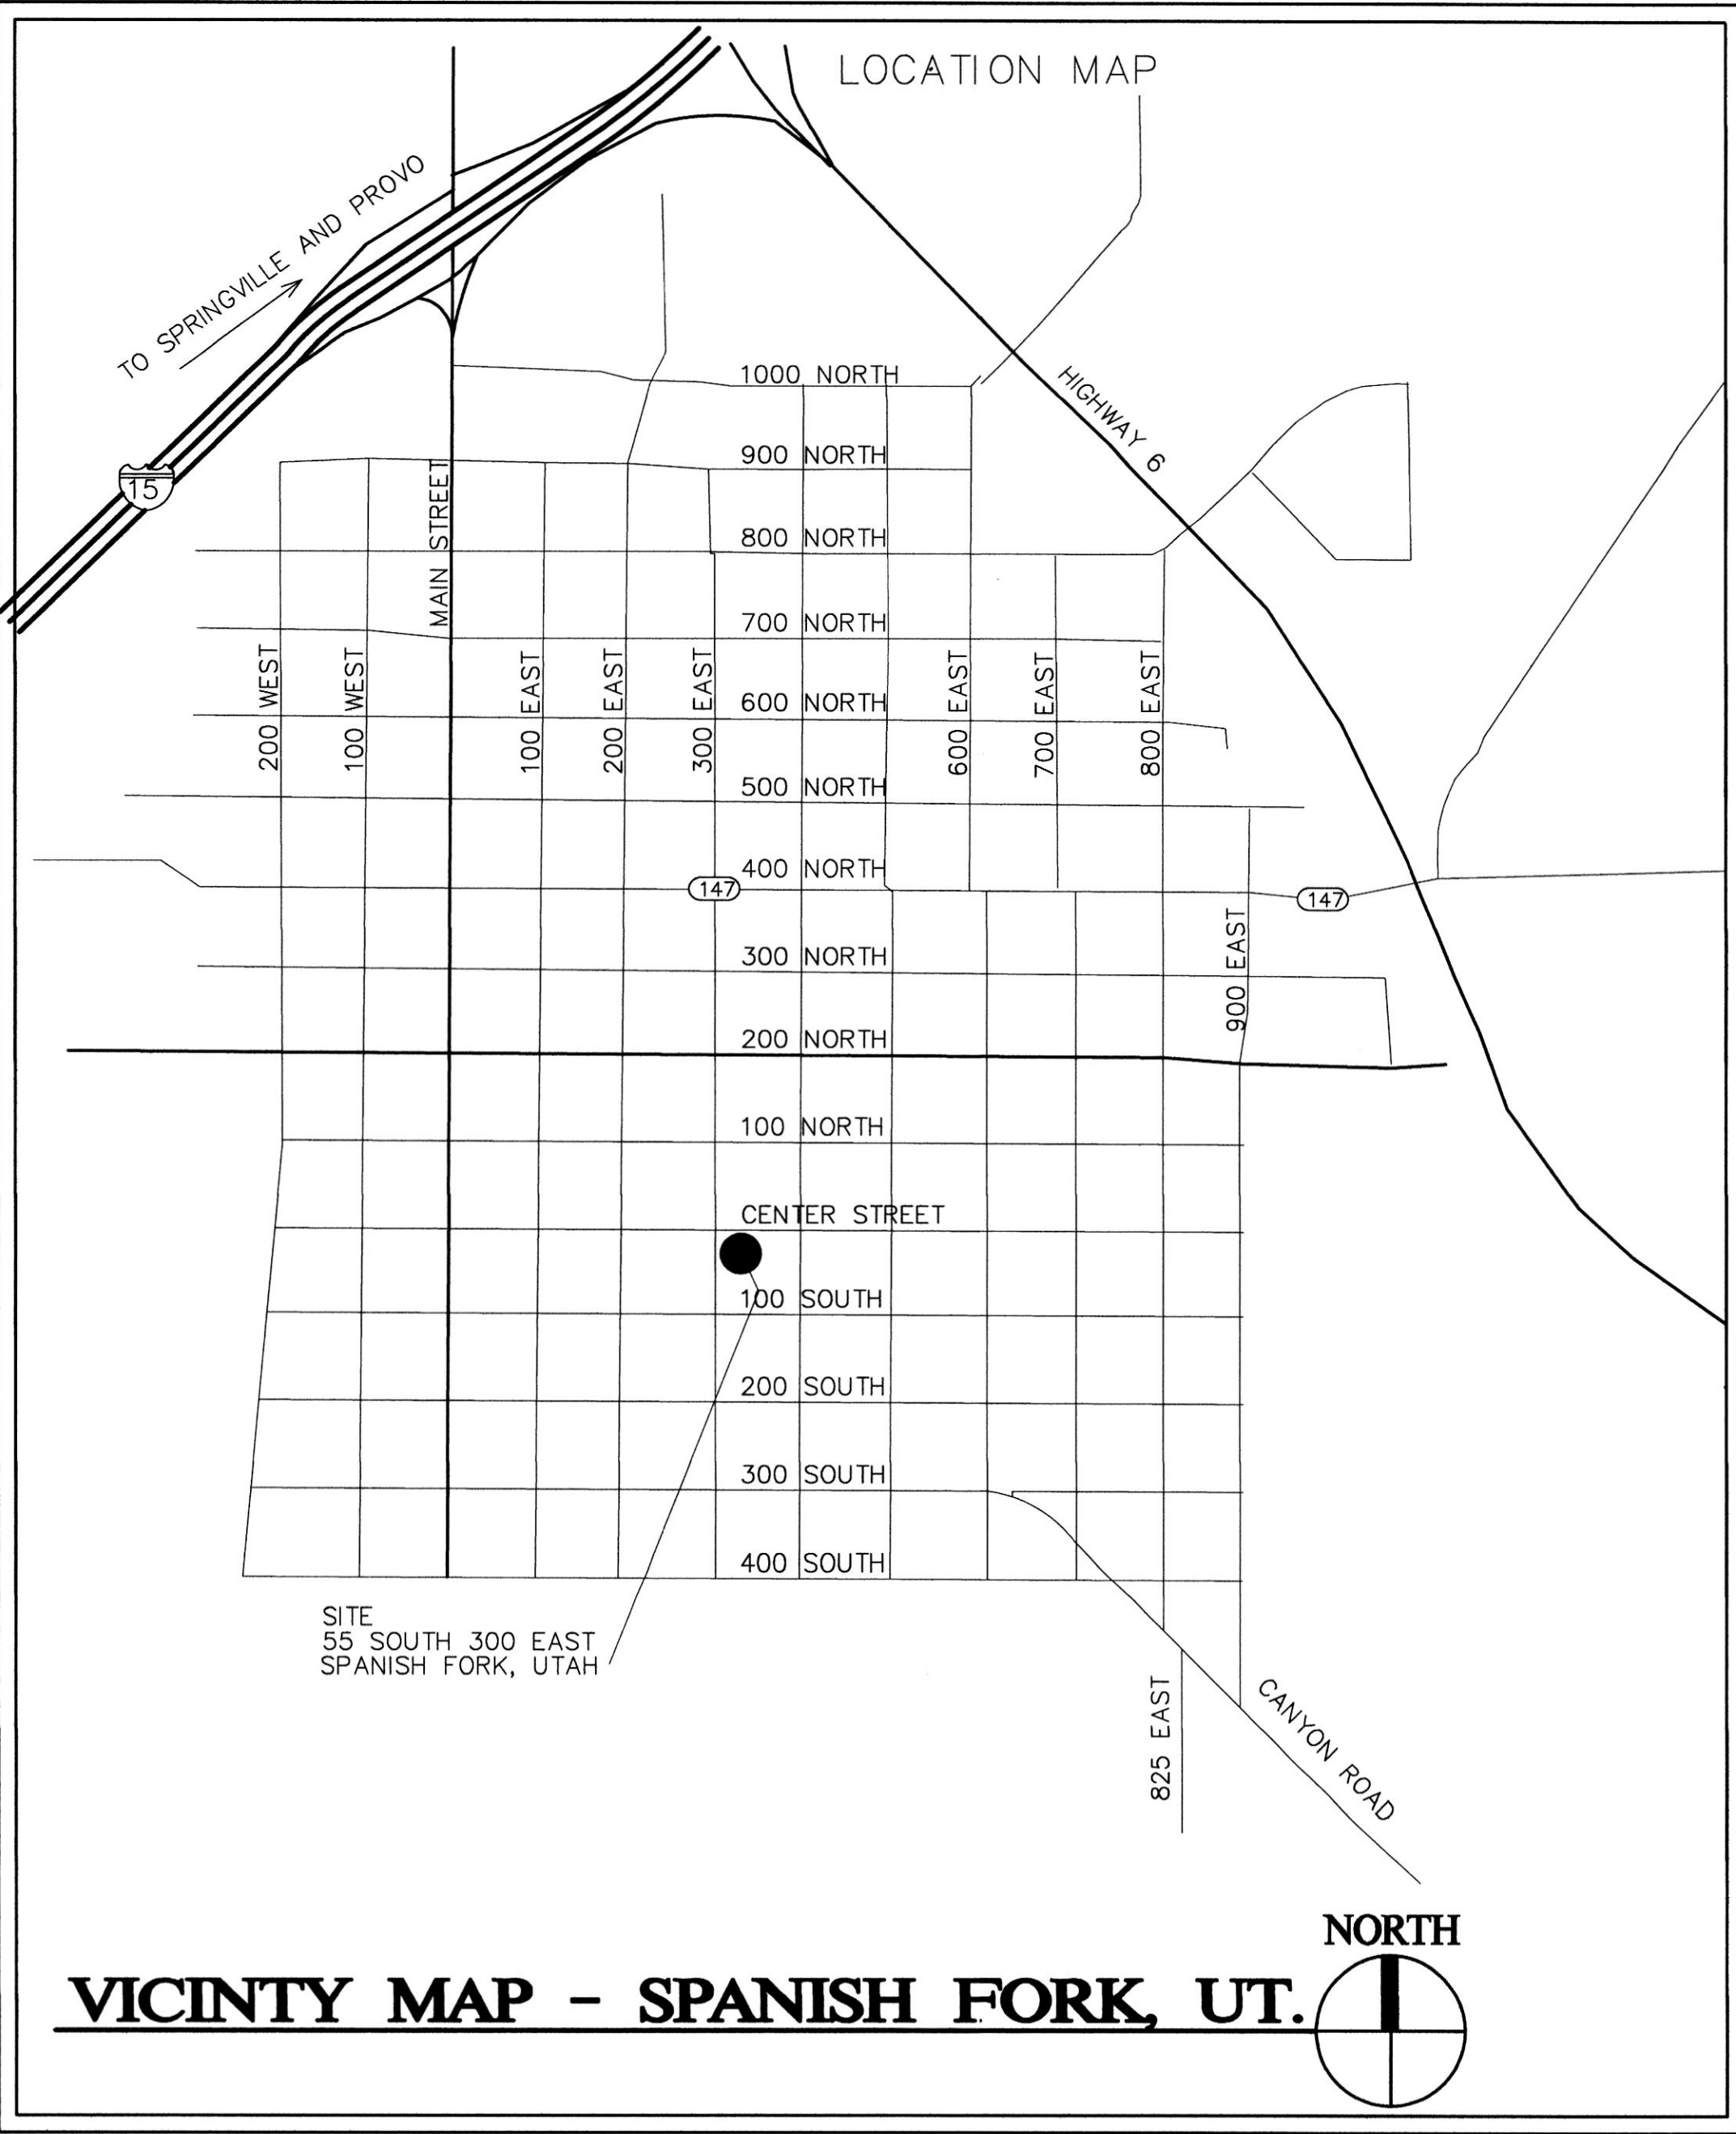 LOCATION MAP
TO SPRINGVILLE AND PROVO
15
HIGHWAY 6
1000 NORTH
900 NORTH
MAIN STREET
800 NORTH
700 NORTH
200 WEST
100 WEST
100 EAST
200 EAST
300 EAST
600 EAST
700 EAST
800 EAST
600 NORTH
500 NORTH
400 NORTH
147
147
900 EAST
300 NORTH
200 NORTH
100 NORTH
CENTER STREET
100 SOUTH
200 SOUTH
300 SOUTH
400 SOUTH
SITE
55 SOUTH 300 EAST
SPANISH FORK, UTAH
825 EAST
CANYON ROAD
NORTH
VICINTY MAP - SPANISH FORK, UT.